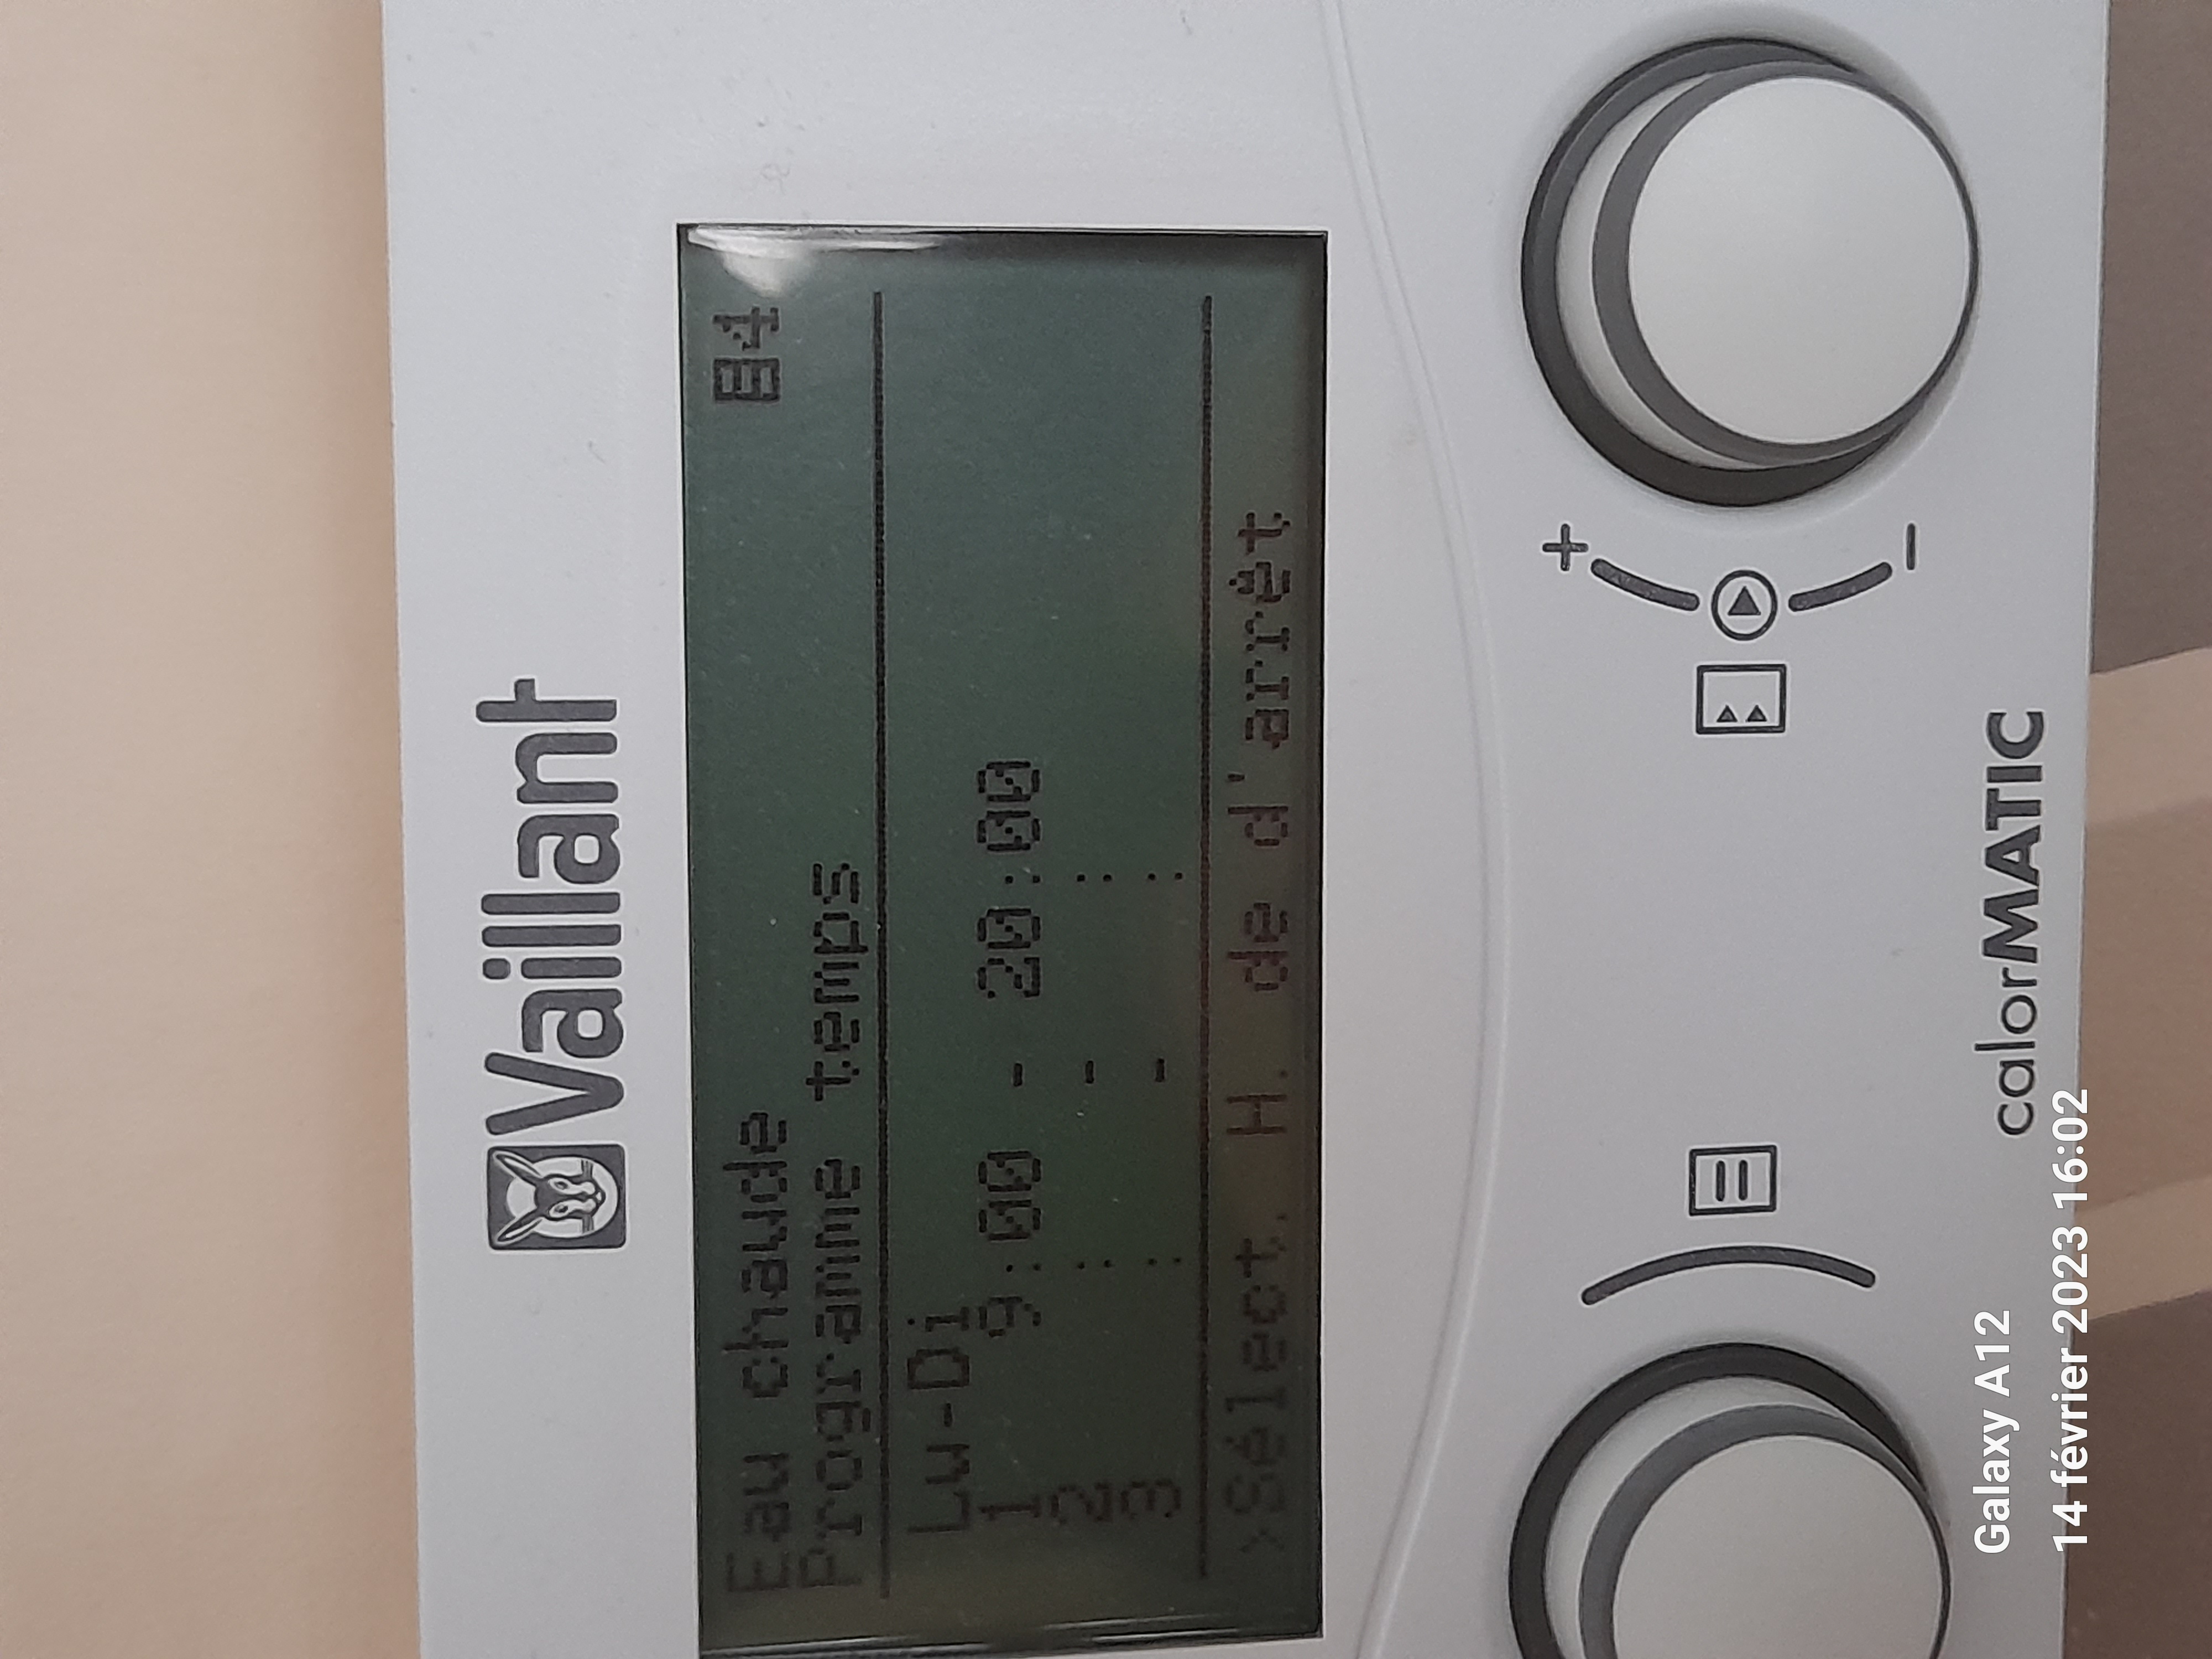 Vaillant
Eau chaude 4
Programme temps
Lu-Di
1 9:00 - 20:00
2 : - :
3 : - :
>Sélect. H. de d'arrêt
+
-
calorMATIC
Galaxy A12
14 février 2023 16:02